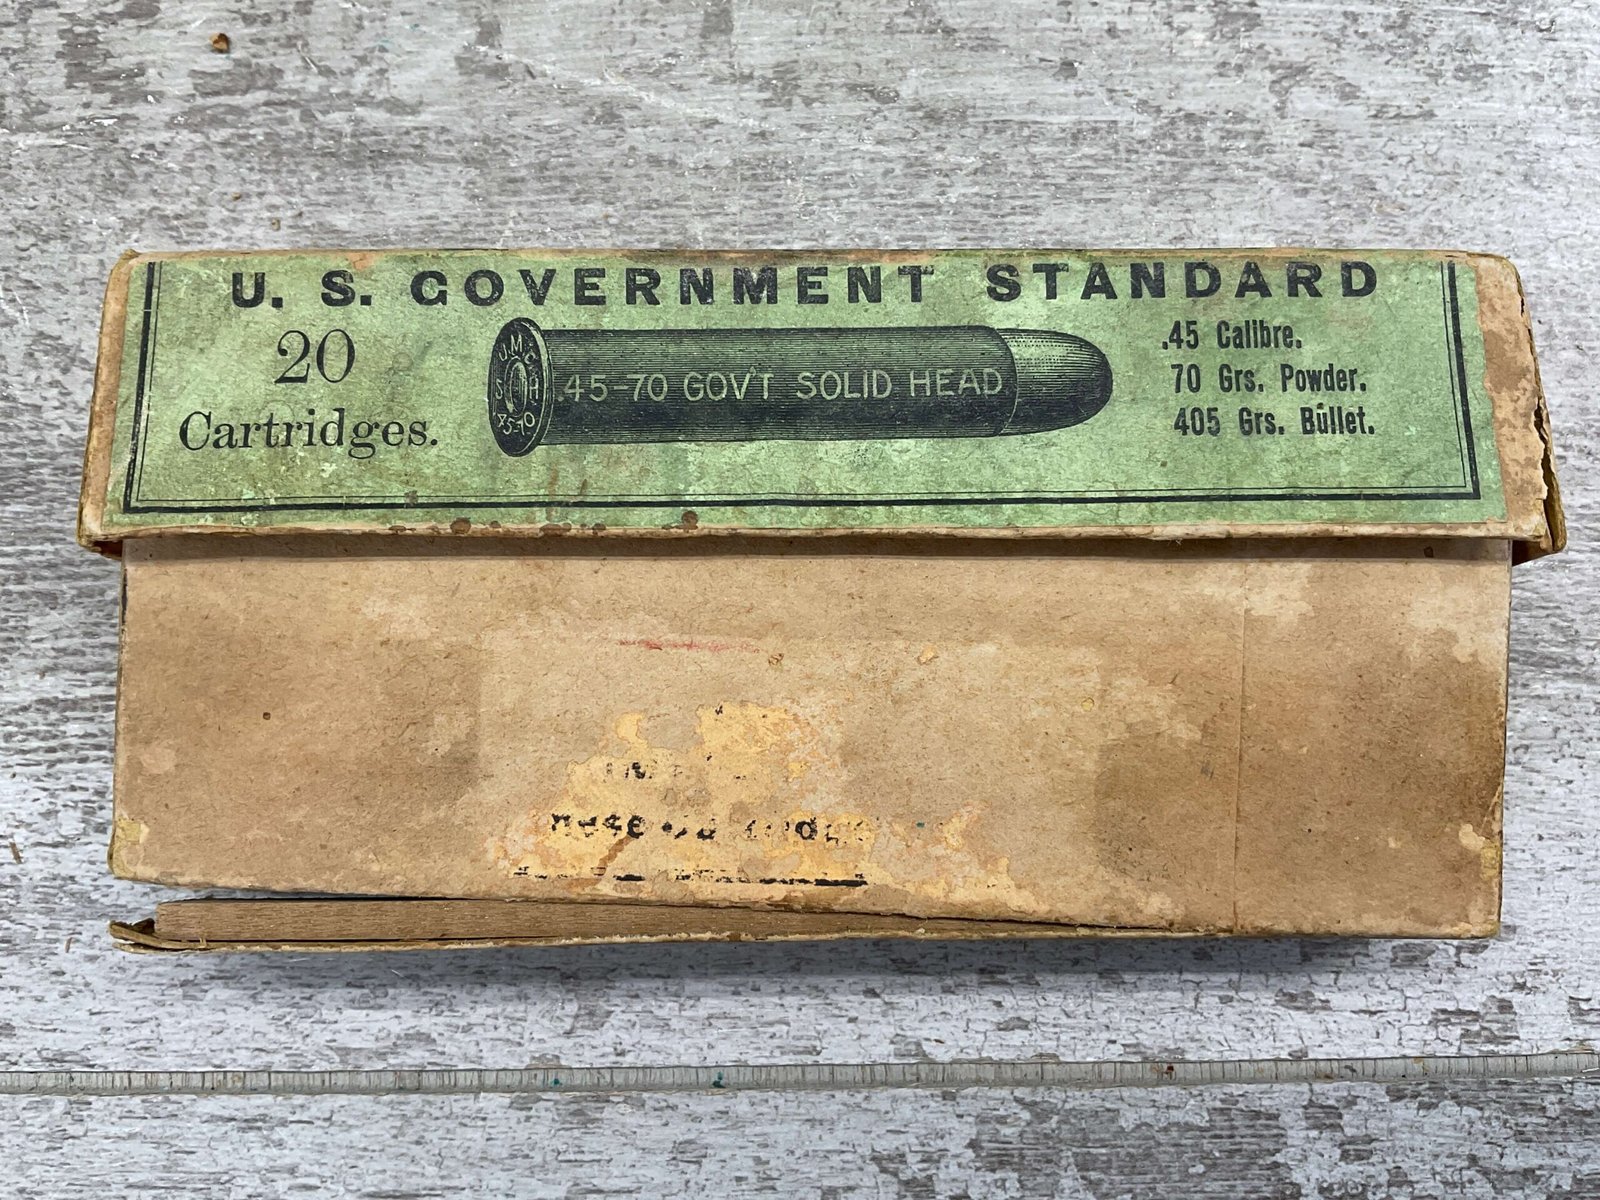 U. S. GOVERNMENT STANDARD
20
Cartridges.
U.M.C
S H
45-70
.45-70 GOV'T SOLID HEAD
.45 Calibre.
70 Grs. Powder.
405 Grs. Bullet.